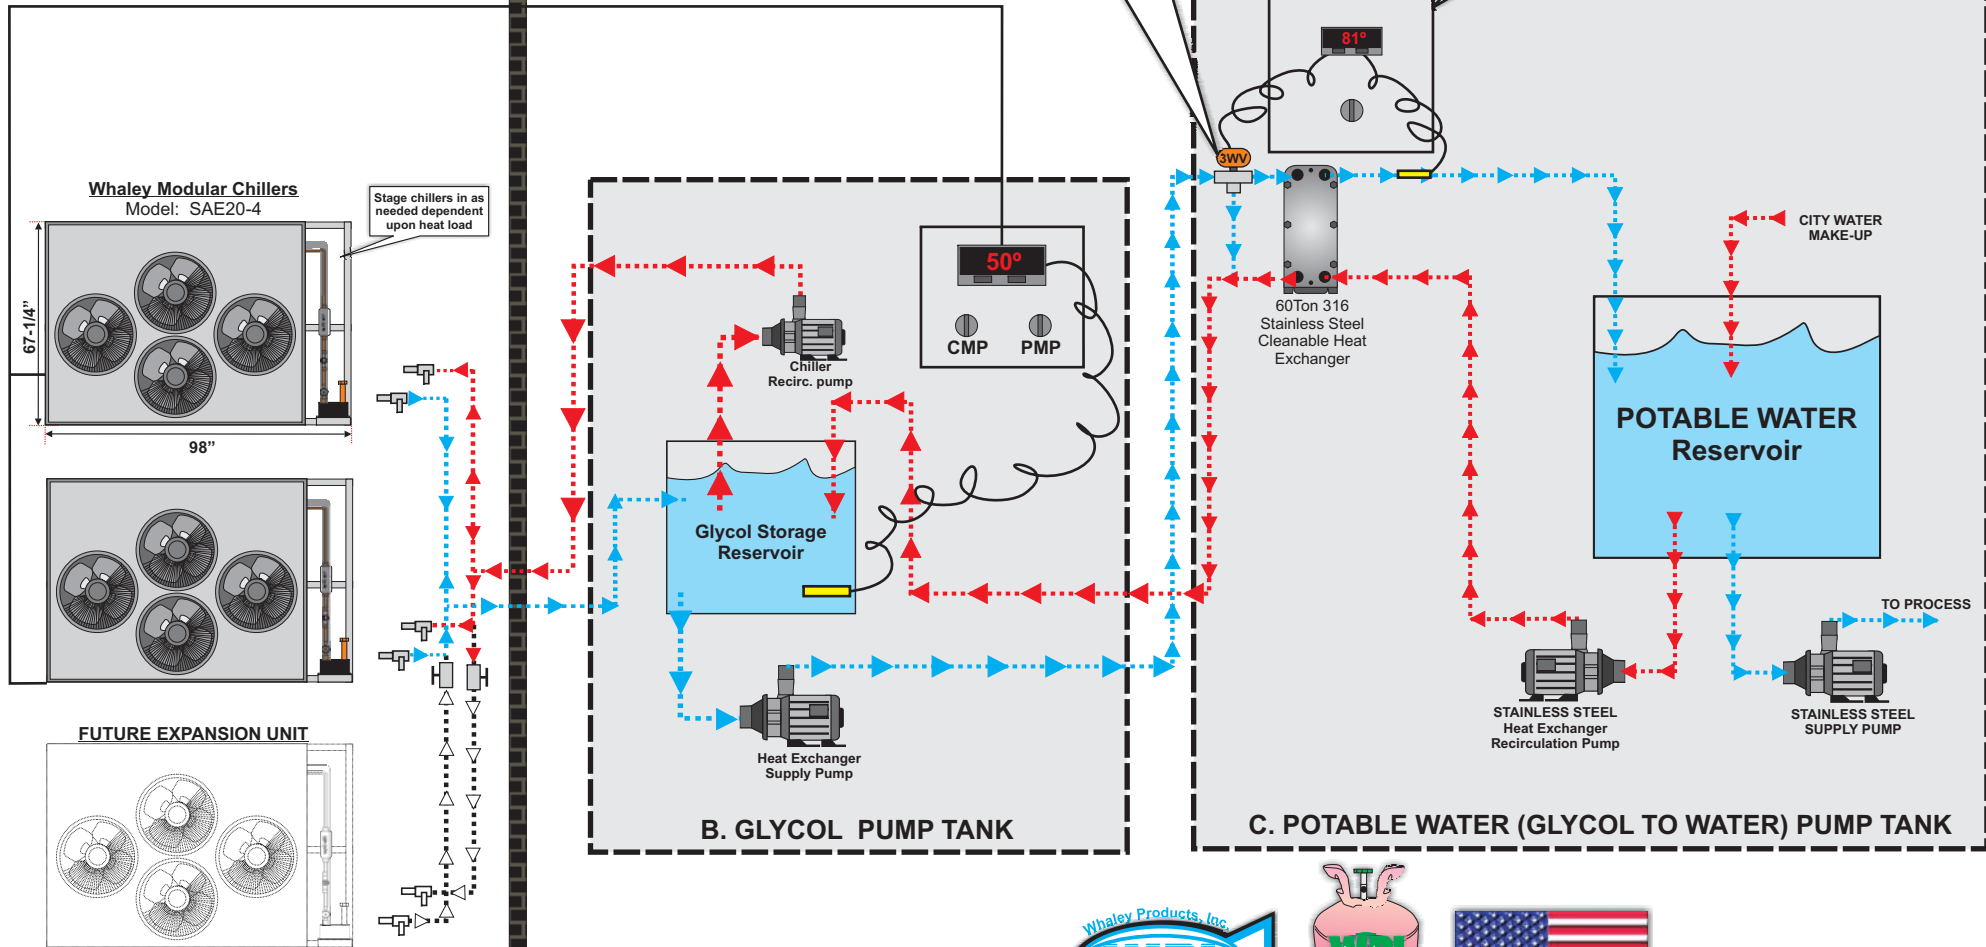 81°
3WV
Whaley Modular Chillers
Model: SAE20-4
Stage chillers in as
needed dependent
upon heat load
67-1/4”
98”
50°
CMP PMP
Chiller
Recirc. pump
Glycol Storage
Reservoir
Heat Exchanger
Supply Pump
B. GLYCOL PUMP TANK
60Ton 316
Stainless Steel
Cleanable Heat
Exchanger
CITY WATER
MAKE-UP
POTABLE WATER
Reservoir
TO PROCESS
STAINLESS STEEL
Heat Exchanger
Recirculation Pump
STAINLESS STEEL
SUPPLY PUMP
C. POTABLE WATER (GLYCOL TO WATER) PUMP TANK
FUTURE EXPANSION UNIT
Whaley Products, Inc.